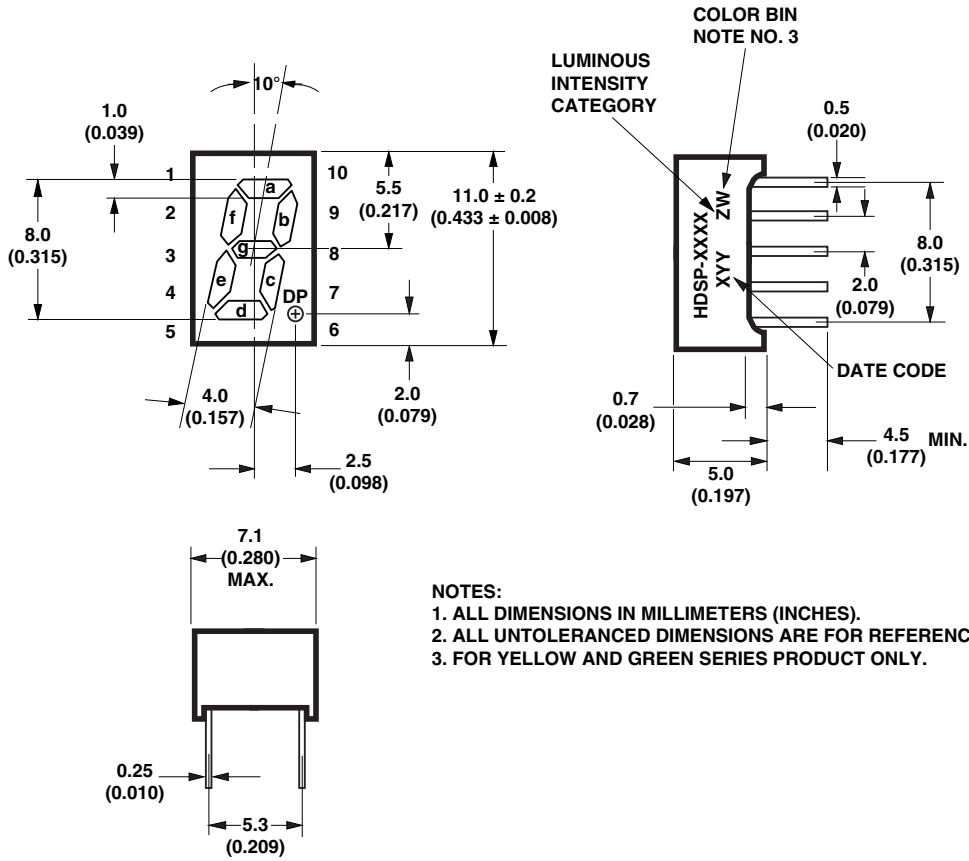 COLOR BIN
NOTE NO. 3
LUMINOUS
INTENSITY
CATEGORY
10°
1.0
(0.039)
0.5
(0.020)
1
2
3
4
5
10
9
8
7
6
a
b
c
d
e
f
g
DP
8.0
(0.315)
5.5
(0.217)
11.0 ± 0.2
(0.433 ± 0.008)
4.0
(0.157)
2.0
(0.079)
2.5
(0.098)
HDSP-XXXX
ZW
XYY
8.0
(0.315)
2.0
(0.079)
DATE CODE
0.7
(0.028)
4.5 MIN.
(0.177)
5.0
(0.197)
7.1
(0.280)
MAX.
NOTES:
1. ALL DIMENSIONS IN MILLIMETERS (INCHES).
2. ALL UNTOLERANCED DIMENSIONS ARE FOR REFERENC
3. FOR YELLOW AND GREEN SERIES PRODUCT ONLY.
0.25
(0.010)
5.3
(0.209)